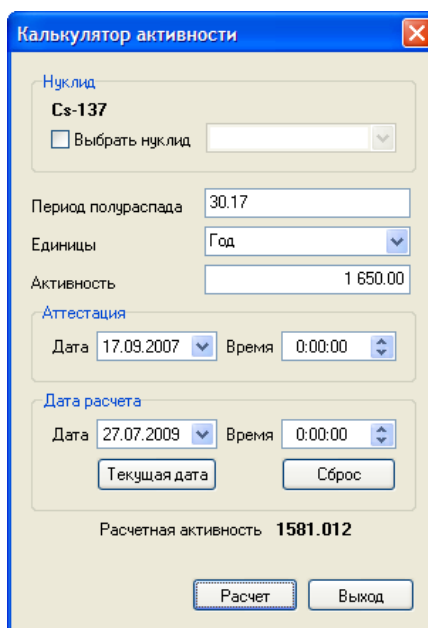 Калькулятор активности
Нуклид
Cs-137
Выбрать нуклид
Период полураспада 30.17
Единицы Год
Активность 1 650.00
Аттестация
Дата 17.09.2007 Время 0:00:00
Дата расчета
Дата 27.07.2009 Время 0:00:00
Текущая дата Сброс
Расчетная активность 1581.012
Расчет Выход